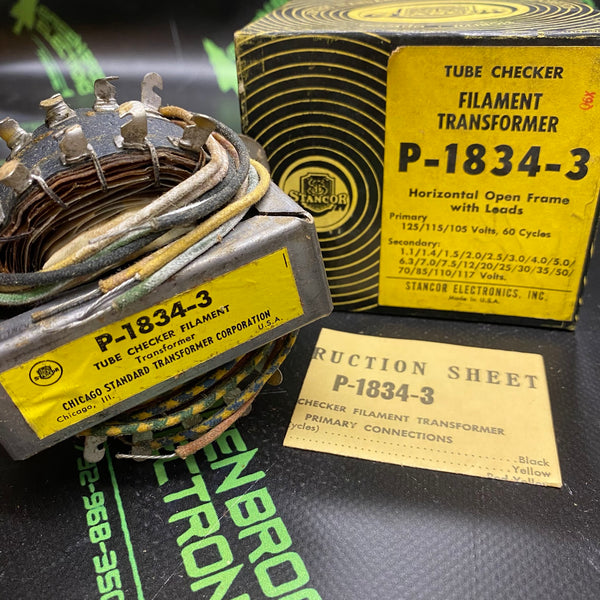 TUBE CHECKER
FILAMENT
TRANSFORMER
P-1834-3
Horizontal Open Frame
with Leads
Primary
125/115/105 Volts, 60 Cycles
Secondary:
1.1/1.4/1.5/2.0/2.5/3.0/4.0/5.0/
6.3/7.0/7.5/12/20/25/30/35/50/
70/85/110/117 Volts.
STANCOR ELECTRONICS, INC.
Made in U.S.A.
STANCOR
P-1834-3
TUBE CHECKER FILAMENT
Transformer
CHICAGO STANDARD TRANSFORMER CORPORATION
Chicago, Ill.
U.S.A.
STANCOR
RUCTION SHEET
P-1834-3
CHECKER FILAMENT TRANSFORMER
PRIMARY CONNECTIONS
ycles)
Black
Yellow